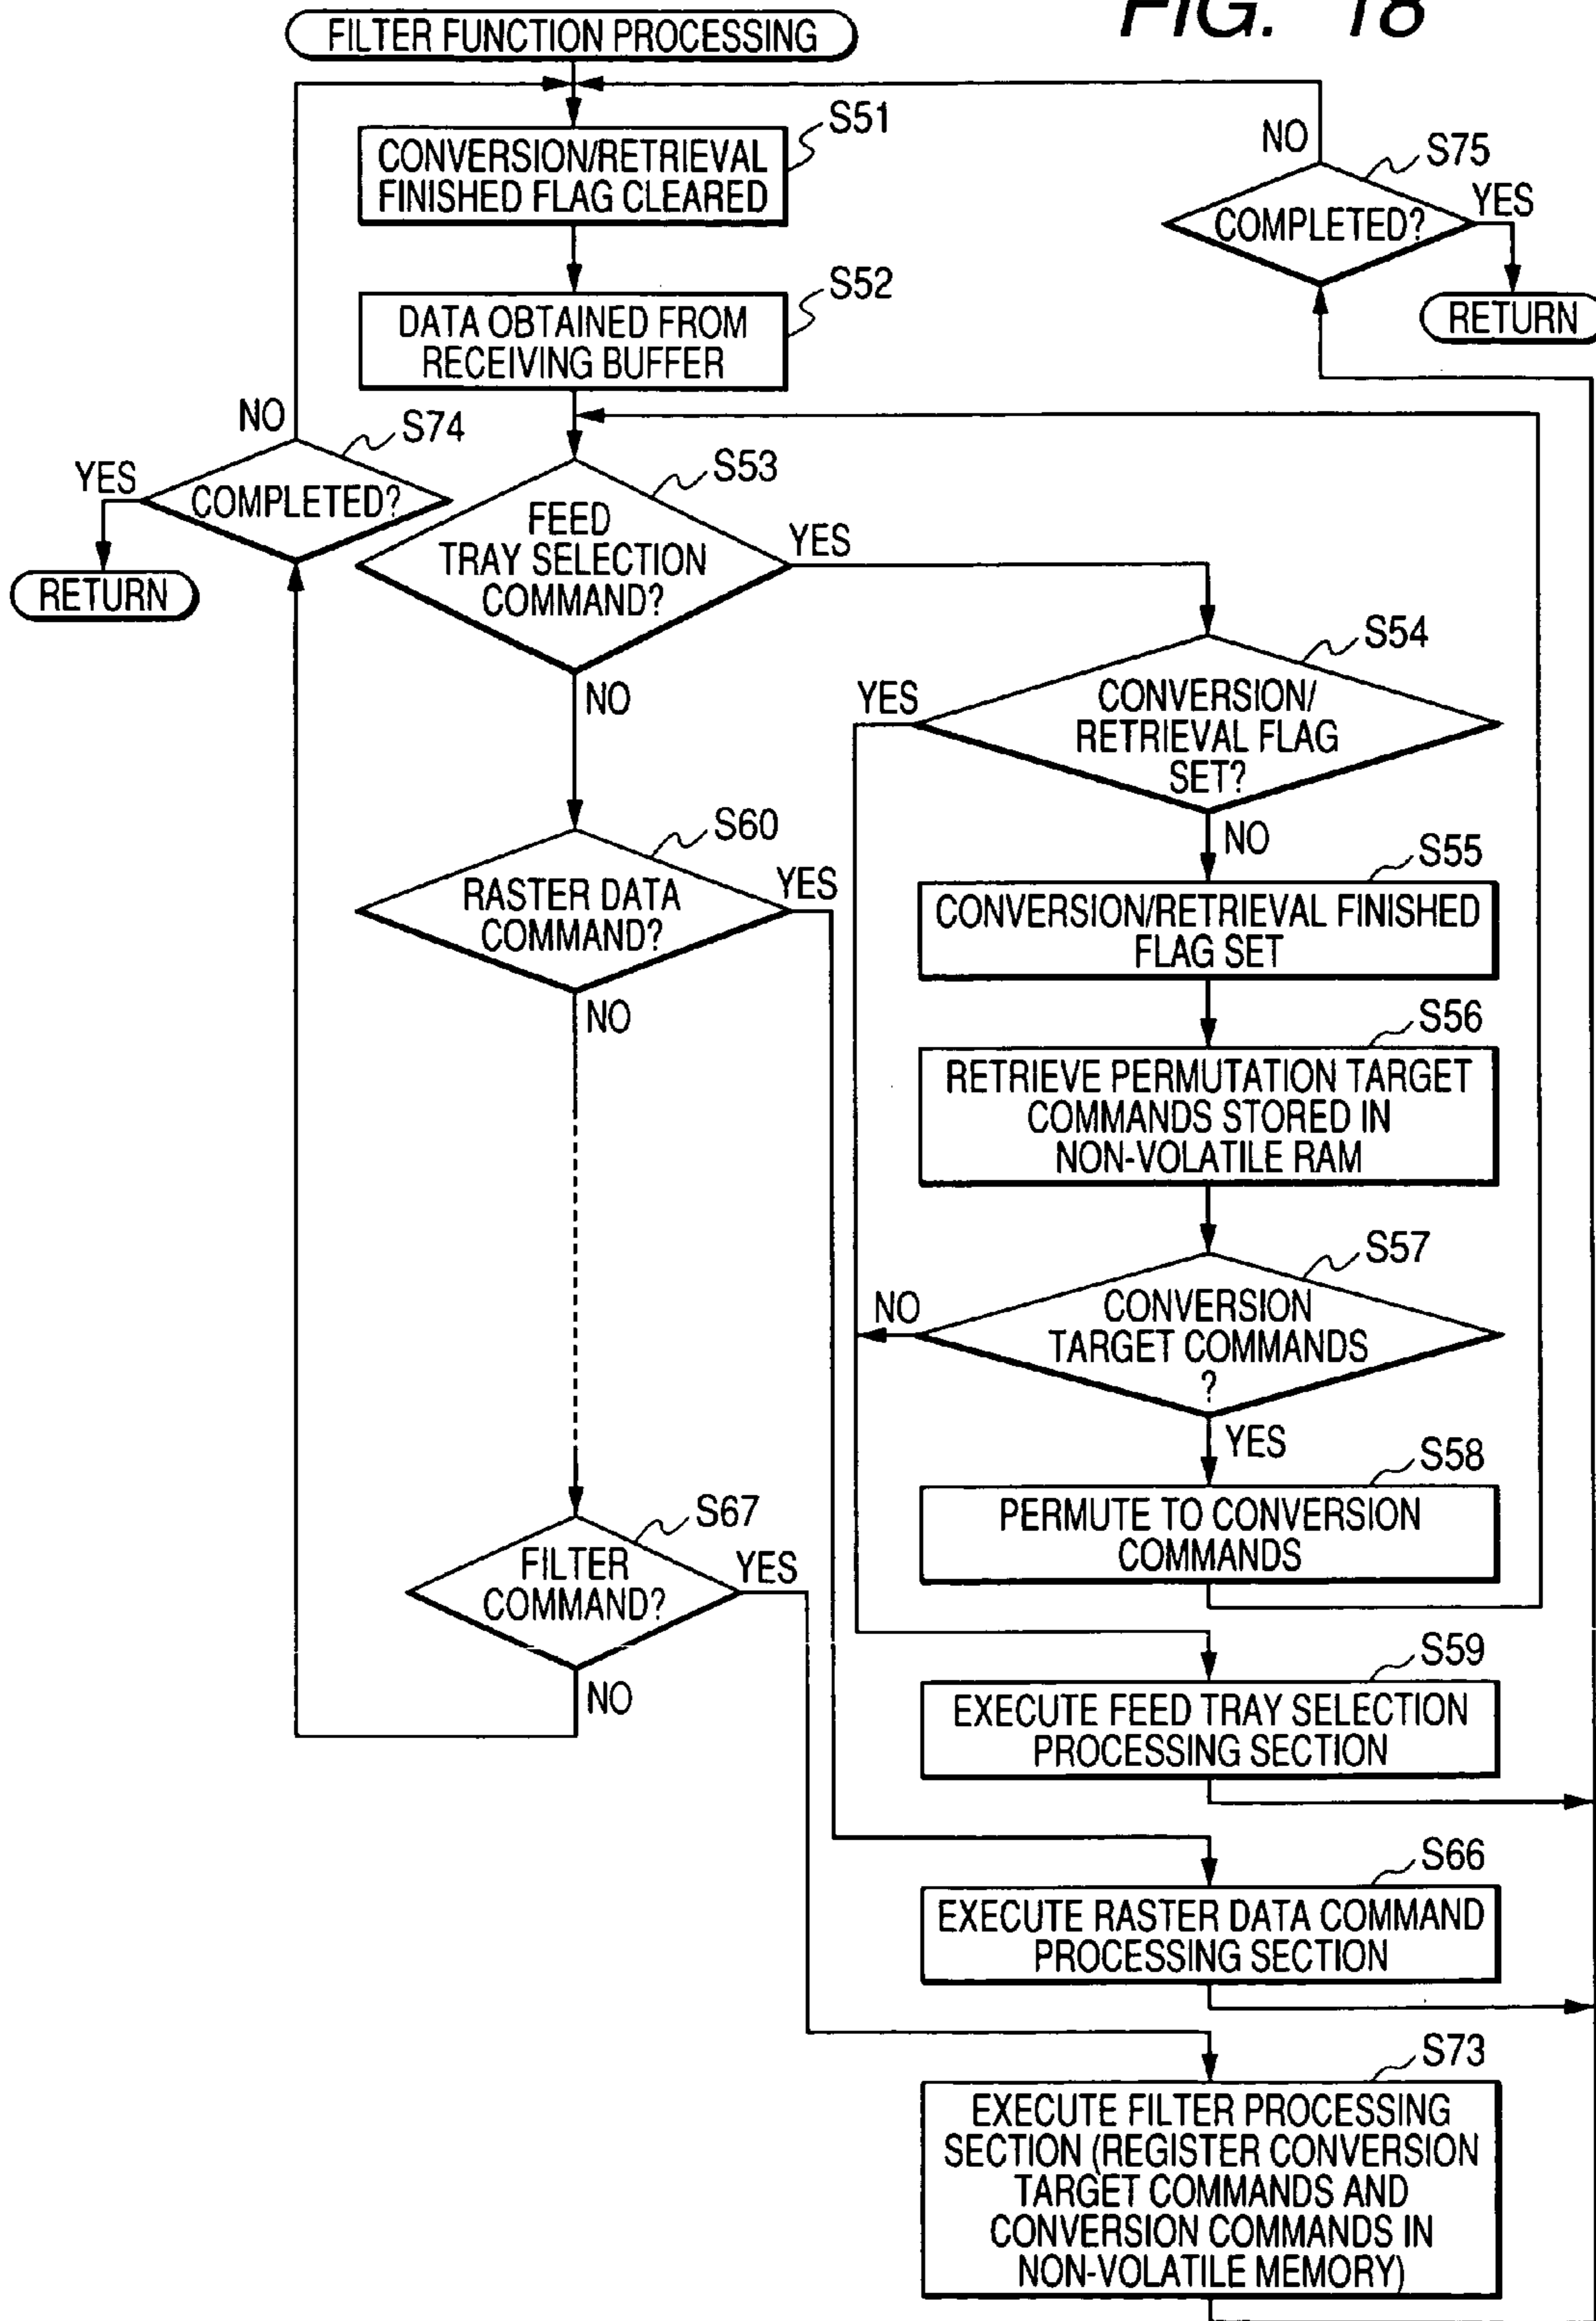 FIG. 18
FILTER FUNCTION PROCESSING
S51
CONVERSION/RETRIEVAL
FINISHED FLAG CLEARED
NO
S75
COMPLETED?
YES
RETURN
S52
DATA OBTAINED FROM
RECEIVING BUFFER
NO
S74
YES
COMPLETED?
RETURN
S53
FEED
TRAY SELECTION
COMMAND?
YES
NO
S54
YES
CONVERSION/
RETRIEVAL FLAG
SET?
NO
S60
RASTER DATA
COMMAND?
YES
NO
S55
CONVERSION/RETRIEVAL FINISHED
FLAG SET
S56
RETRIEVE PERMUTATION TARGET
COMMANDS STORED IN
NON-VOLATILE RAM
S57
NO
CONVERSION
TARGET COMMANDS
?
YES
S58
PERMUTE TO CONVERSION
COMMANDS
S67
FILTER
COMMAND?
YES
NO
S59
EXECUTE FEED TRAY SELECTION
PROCESSING SECTION
S66
EXECUTE RASTER DATA COMMAND
PROCESSING SECTION
S73
EXECUTE FILTER PROCESSING
SECTION (REGISTER CONVERSION
TARGET COMMANDS AND
CONVERSION COMMANDS IN
NON-VOLATILE MEMORY)